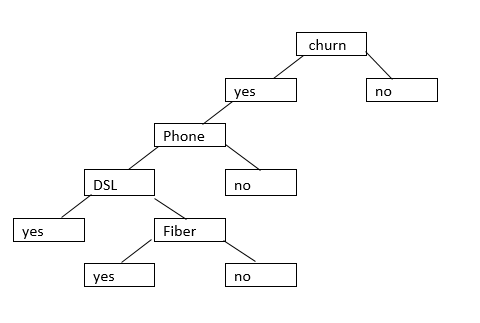 churn
yes
no
Phone
DSL
no
yes
Fiber
yes
no